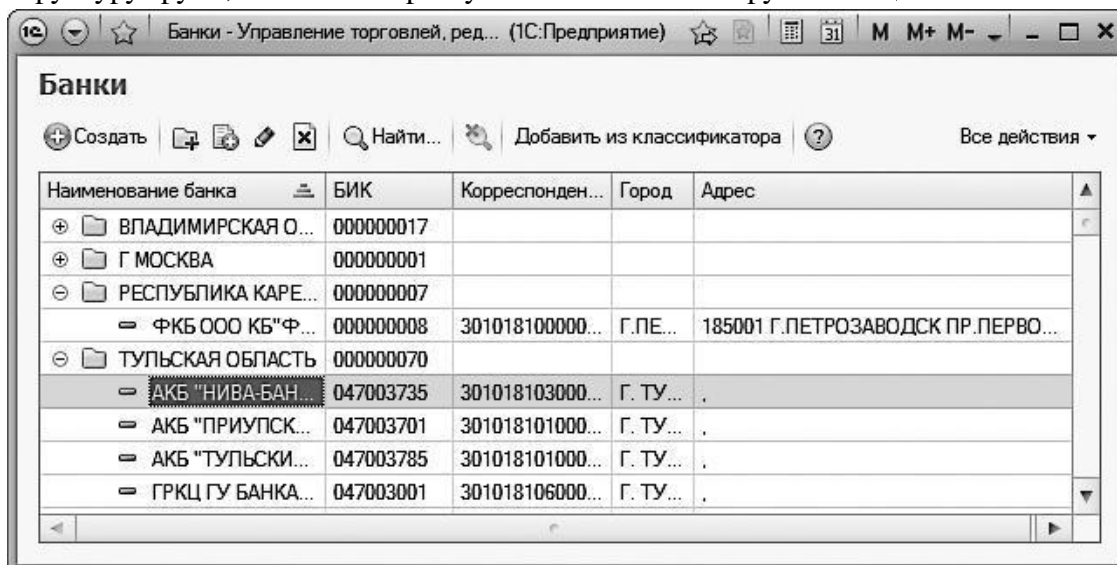 Банки - Управление торговлей, ред... (1С:Предприятие) 31 M M+ M-
Банки
Создать Найти... Добавить из классификатора ? Все действия
Наименование банка БИК Корреспонден... Город Адрес
ВЛАДИМИРСКАЯ О... 000000017
Г МОСКВА 000000001
РЕСПУБЛИКА КАРЕ... 000000007
ФКБ ООО КБ"Ф... 000000008 301018100000... Г.ПЕ... 185001 Г.ПЕТРОЗАВОДСК ПР.ПЕРВО...
ТУЛЬСКАЯ ОБЛАСТЬ 000000070
АКБ "НИВА-БАН... 047003735 301018103000... Г. ТУ... ,
АКБ "ПРИУПСК... 047003701 301018101000... Г. ТУ... ,
АКБ "ТУЛЬСКИ... 047003785 301018101000... Г. ТУ... ,
ГРКЦ ГУ БАНКА... 047003001 301018106000... Г. ТУ... ,